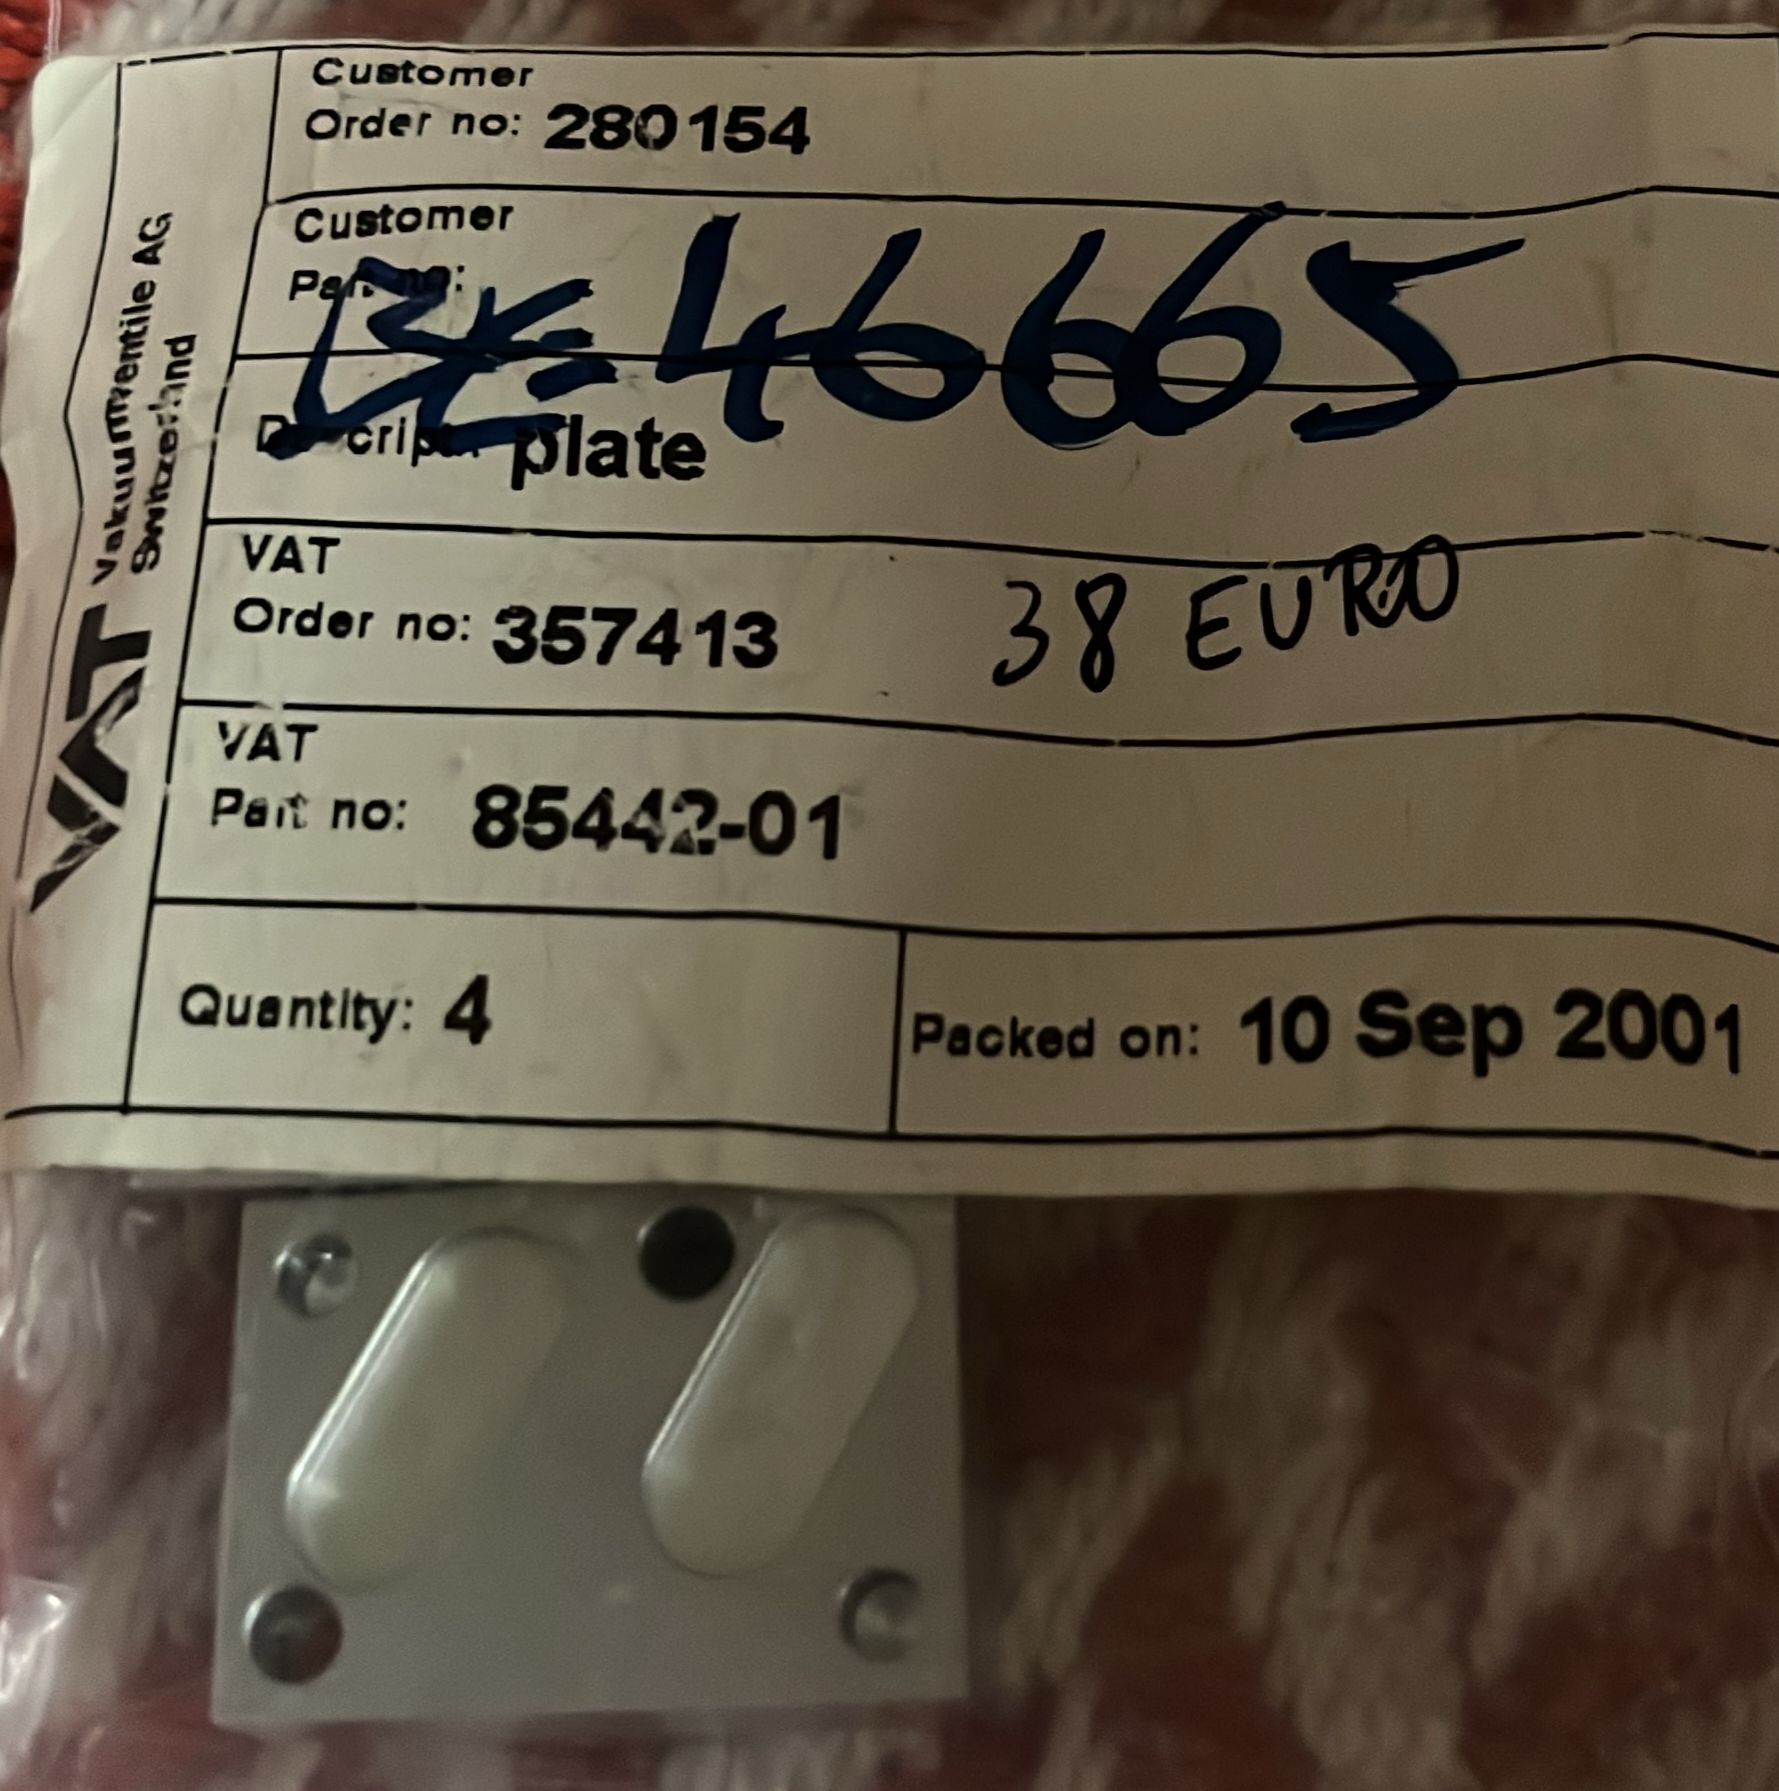 Customer
Order no: 280154
Customer
Part no:
46665
Descript. plate
VAT
Order no: 357413
38 EURO
VAT
Part no: 85442-01
Quantity: 4
Packed on: 10 Sep 2001
VAT Vakuumventile AG
Switzerland